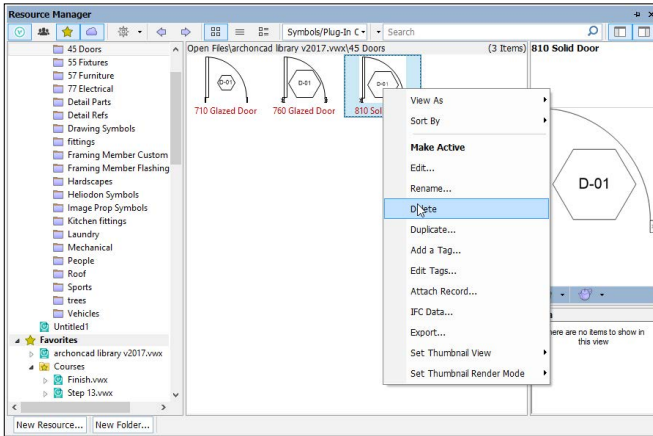 Resource Manager
Symbols/Plug-In C
Search
45 Doors
55 Fixtures
57 Furniture
77 Electrical
Detail Parts
Detail Refs
Drawing Symbols
fittings
Framing Member Custom
Framing Member Flashing
Hardscapes
Heliodon Symbols
Image Prop Symbols
Kitchen fittings
Laundry
Mechanical
People
Roof
Sports
trees
Vehicles
Untitled1
Favorites
archoncad library v2017.vwx
Courses
Finish.vwx
Step 13.vwx
New Resource... New Folder...
Open Files\archoncad library v2017.vwx\45 Doors (3 Items)
D-01 D-01 D-01
710 Glazed Door 760 Glazed Door 810 Sol
View As
Sort By
Make Active
Edit...
Rename...
Delete
Duplicate...
Add a Tag...
Edit Tags...
Attach Record...
IFC Data...
Export...
Set Thumbnail View
Set Thumbnail Render Mode
810 Solid Door
D-01
here are no items to show in
this view